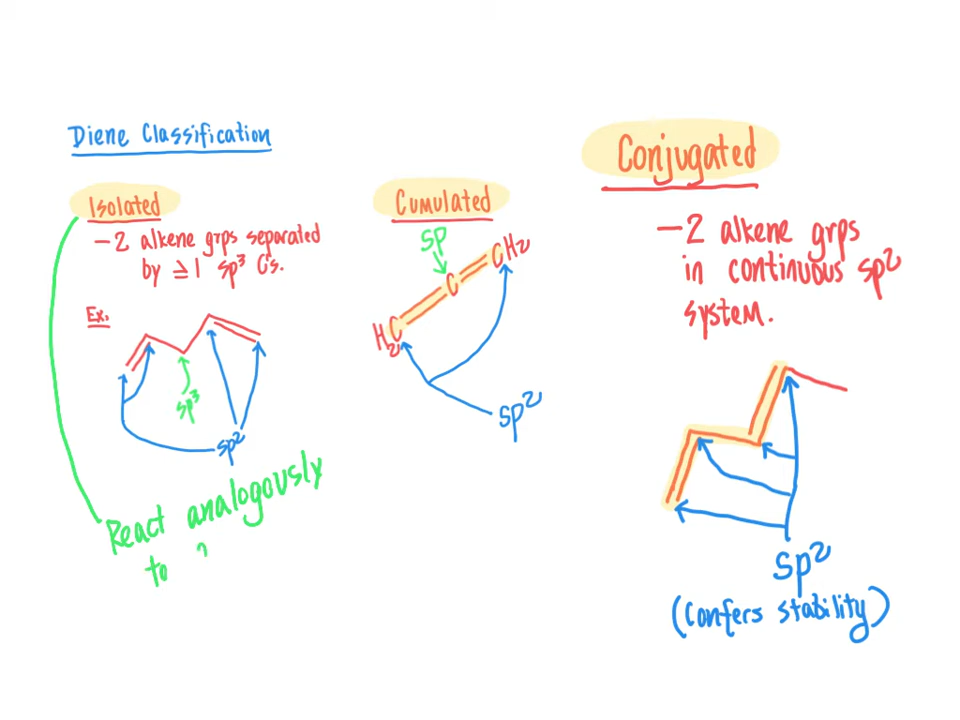 Diene Classification
Isolated
-2 alkene grps separated
by ≥1 sp³ C's.
Ex.
sp³
sp²
React analogously
to
Cumulated
sp
CH₂
C
H₂C
sp²
Conjugated
-2 alkene grps
in continuous sp²
system.
sp²
(Confers stability)